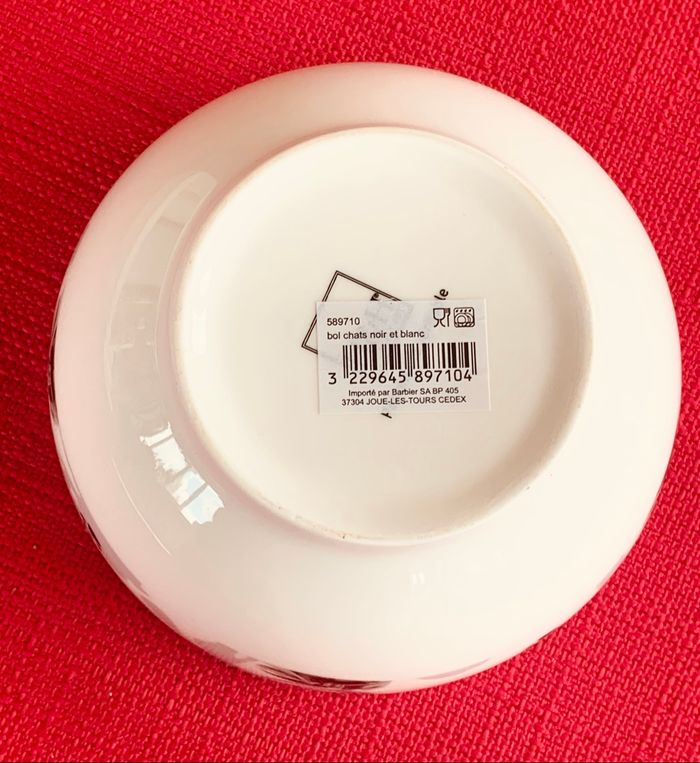 589710
bol chats noir et blanc
3 229645 897104
Importé par Barbier SA BP 405
37304 JOUE-LES-TOURS CEDEX